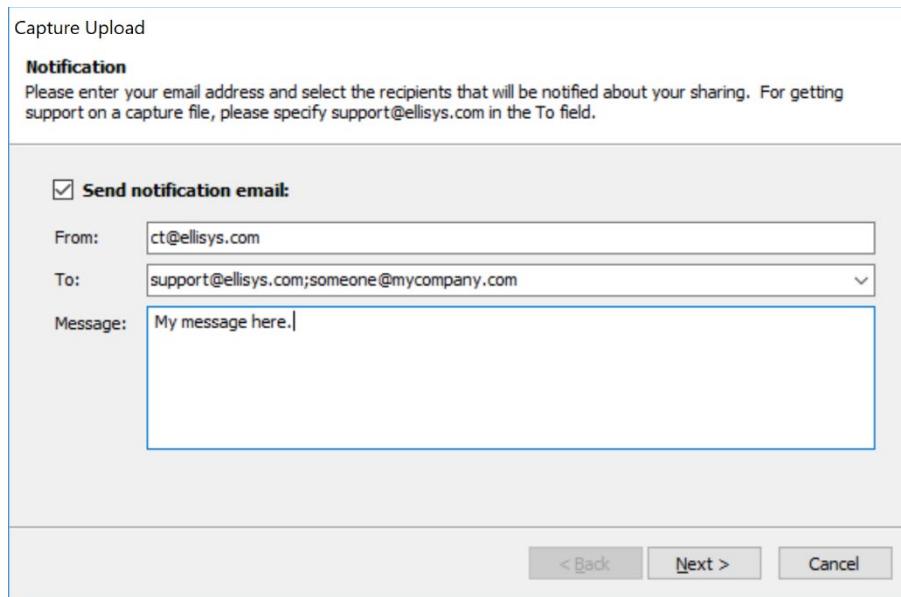 Capture Upload
Notification
Please enter your email address and select the recipients that will be notified about your sharing. For getting
support on a capture file, please specify support@ellisys.com in the To field.
Send notification email:
From: ct@ellisys.com
To: support@ellisys.com;someone@mycompany.com
Message: My message here.
< Back Next > Cancel